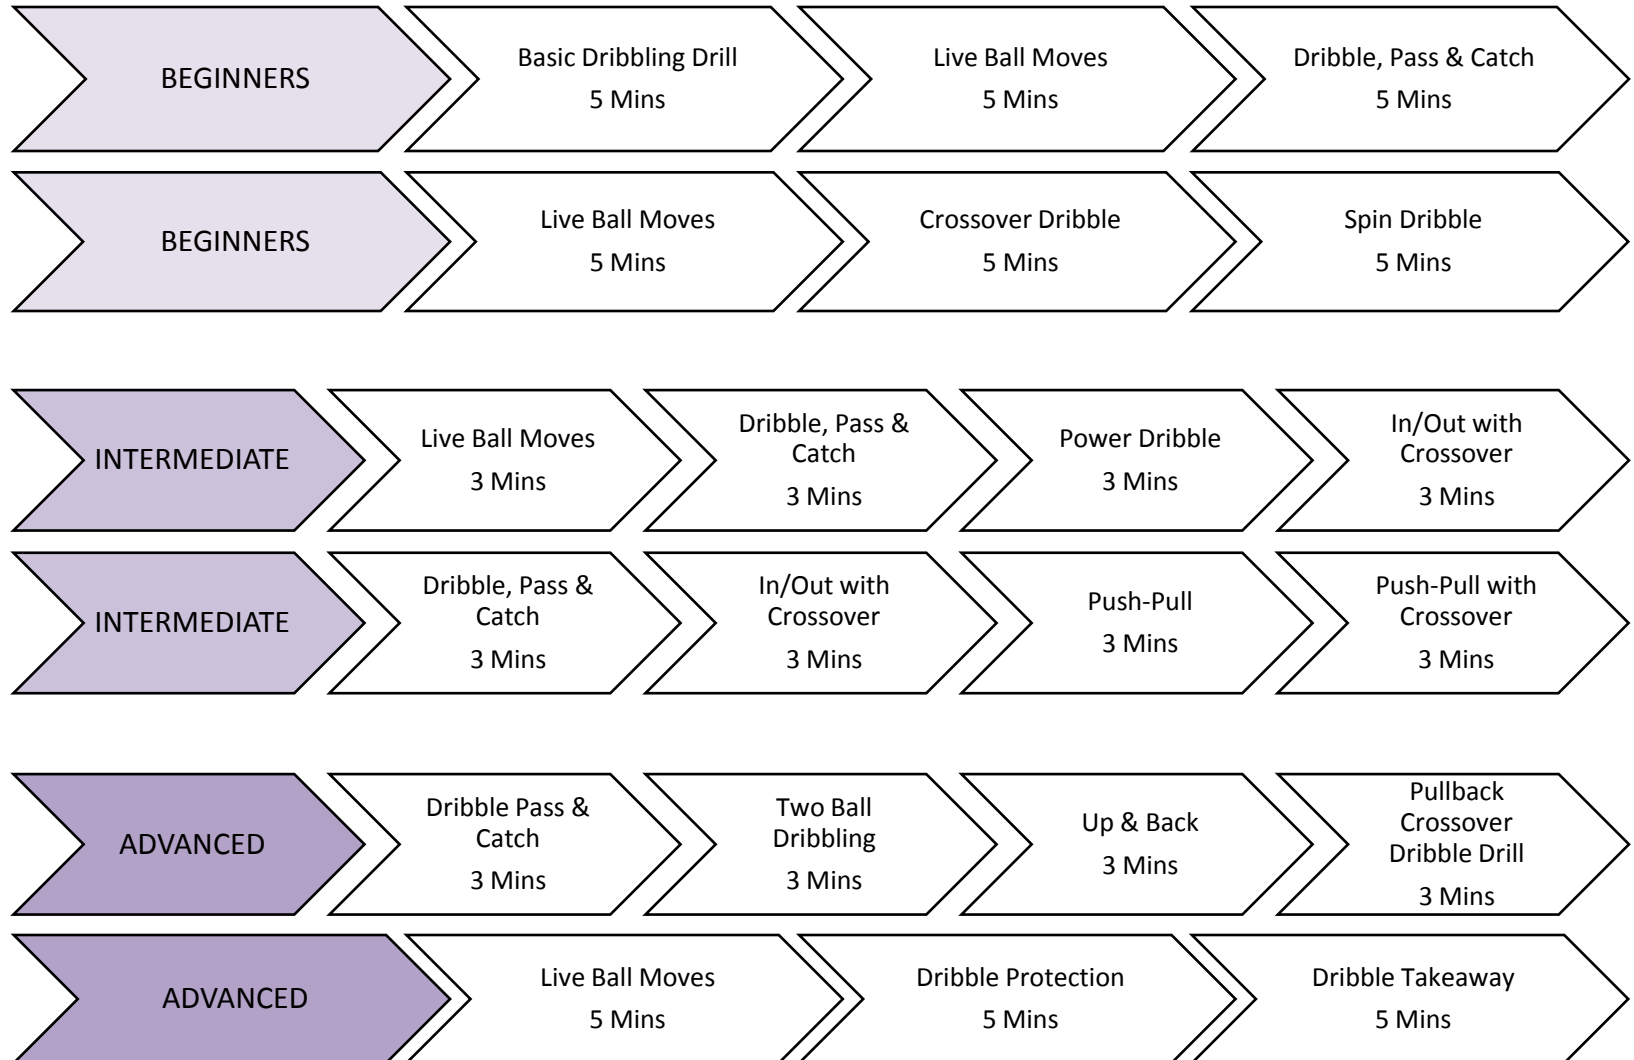 BEGINNERS
Basic Dribbling Drill
5 Mins
Live Ball Moves
5 Mins
Dribble, Pass & Catch
5 Mins
BEGINNERS
Live Ball Moves
5 Mins
Crossover Dribble
5 Mins
Spin Dribble
5 Mins
INTERMEDIATE
Live Ball Moves
3 Mins
Dribble, Pass &
Catch
3 Mins
Power Dribble
3 Mins
In/Out with
Crossover
3 Mins
INTERMEDIATE
Dribble, Pass &
Catch
3 Mins
In/Out with
Crossover
3 Mins
Push-Pull
3 Mins
Push-Pull with
Crossover
3 Mins
ADVANCED
Dribble Pass &
Catch
3 Mins
Two Ball
Dribbling
3 Mins
Up & Back
3 Mins
Pullback
Crossover
Dribble Drill
3 Mins
ADVANCED
Live Ball Moves
5 Mins
Dribble Protection
5 Mins
Dribble Takeaway
5 Mins